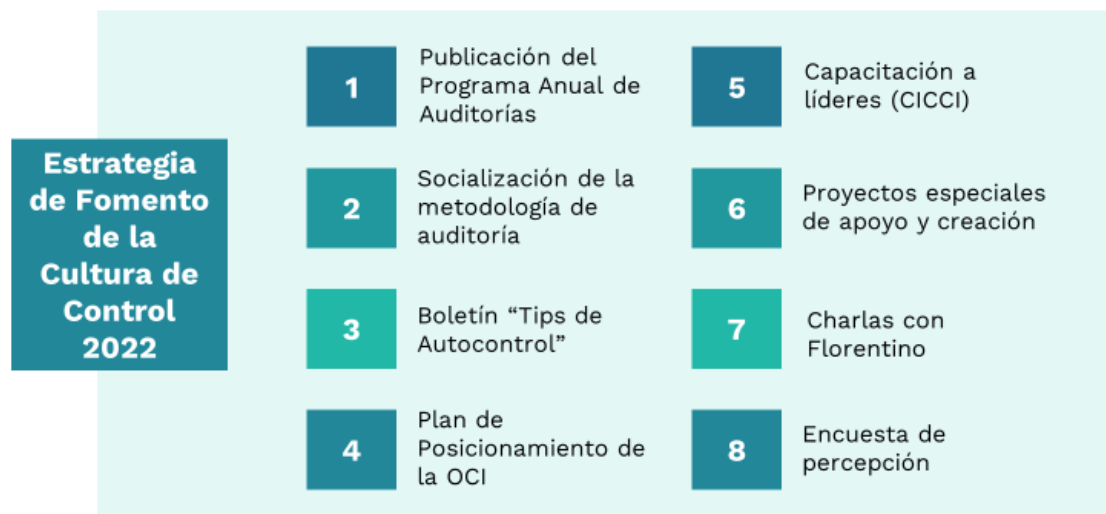 Estrategia
de Fomento
de la
Cultura de
Control
2022
1
Publicación del
Programa Anual de
Auditorías
2
Socialización de la
metodología de
auditoría
3
Boletín “Tips de
Autocontrol”
4
Plan de
Posicionamiento de
la OCI
5
Capacitación a
líderes (CICCI)
6
Proyectos especiales
de apoyo y creación
7
Charlas con
Florentino
8
Encuesta de
percepción